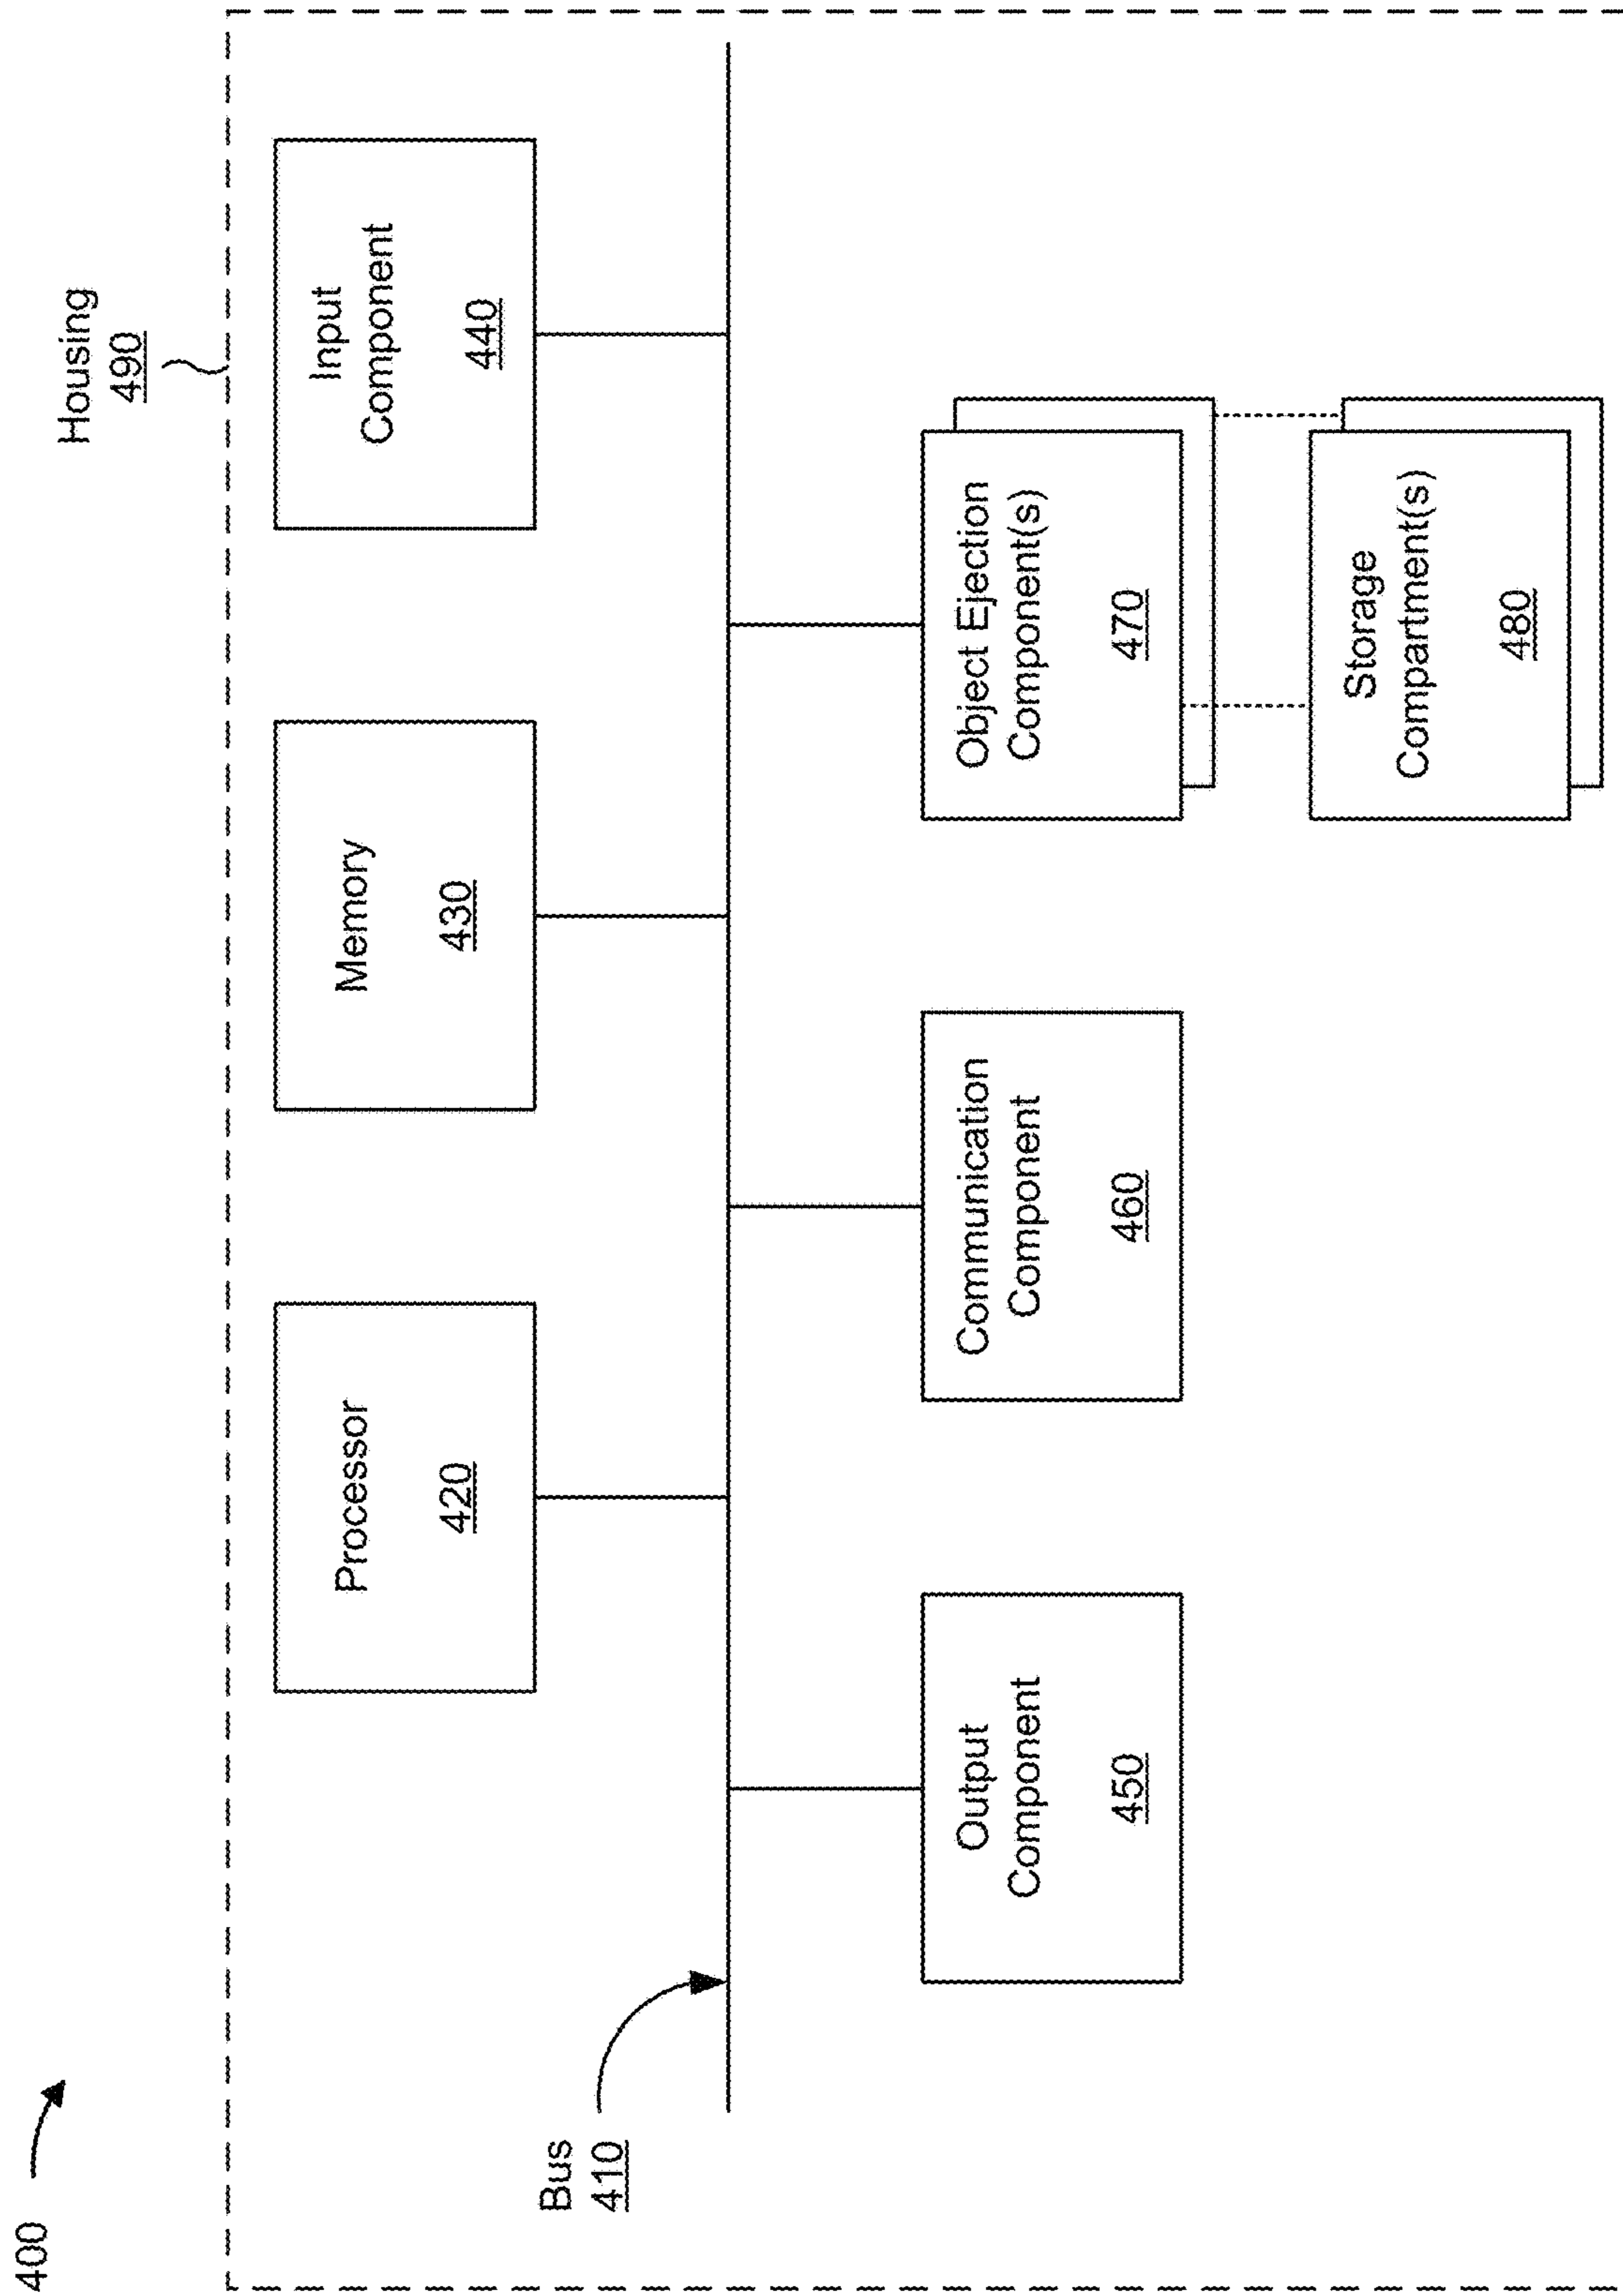 400
Housing
490
Processor
420
Memory
430
Input
Component
440
Bus
410
Output
Component
450
Communication
Component
460
Object Ejection
Component(s)
470
Storage
Compartment(s)
480